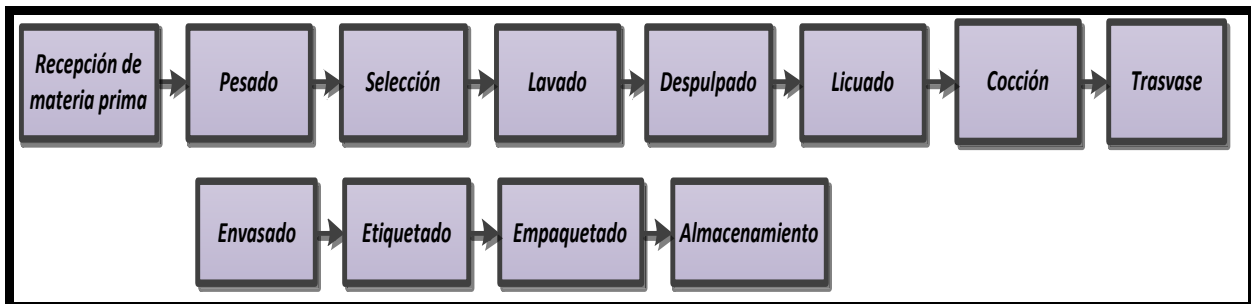 Recepción de
materia prima
Pesado
Selección
Lavado
Despulpado
Licuado
Cocción
Trasvase
Envasado
Etiquetado
Empaquetado
Almacenamiento